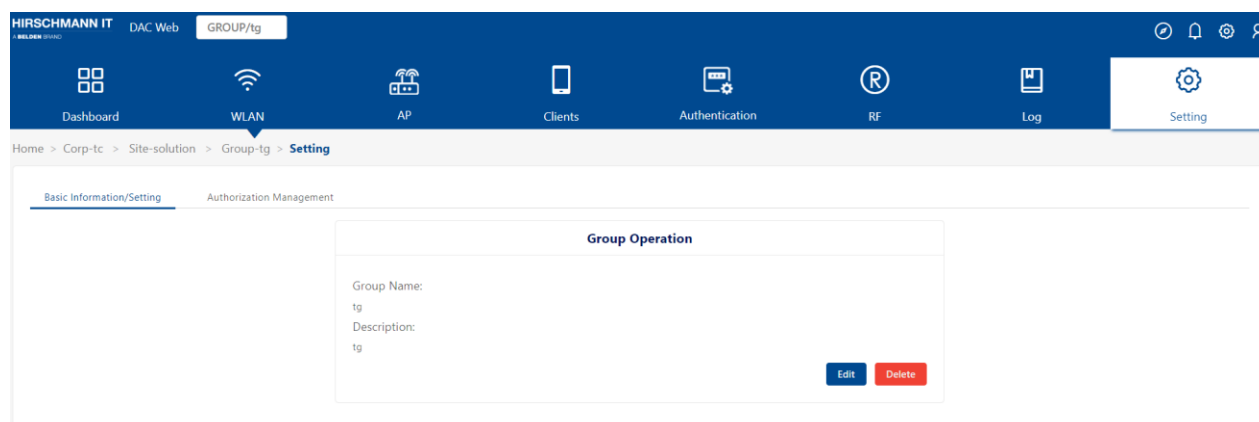 HIRSCHMANN IT
A BELDEN BRAND
DAC Web
GROUP/tg
Dashboard
WLAN
AP
Clients
Authentication
R
RF
Log
Setting
Home > Corp-tc > Site-solution > Group-tg > Setting
Basic Information/Setting
Authorization Management
Group Operation
Group Name:
tg
Description:
tg
Edit
Delete